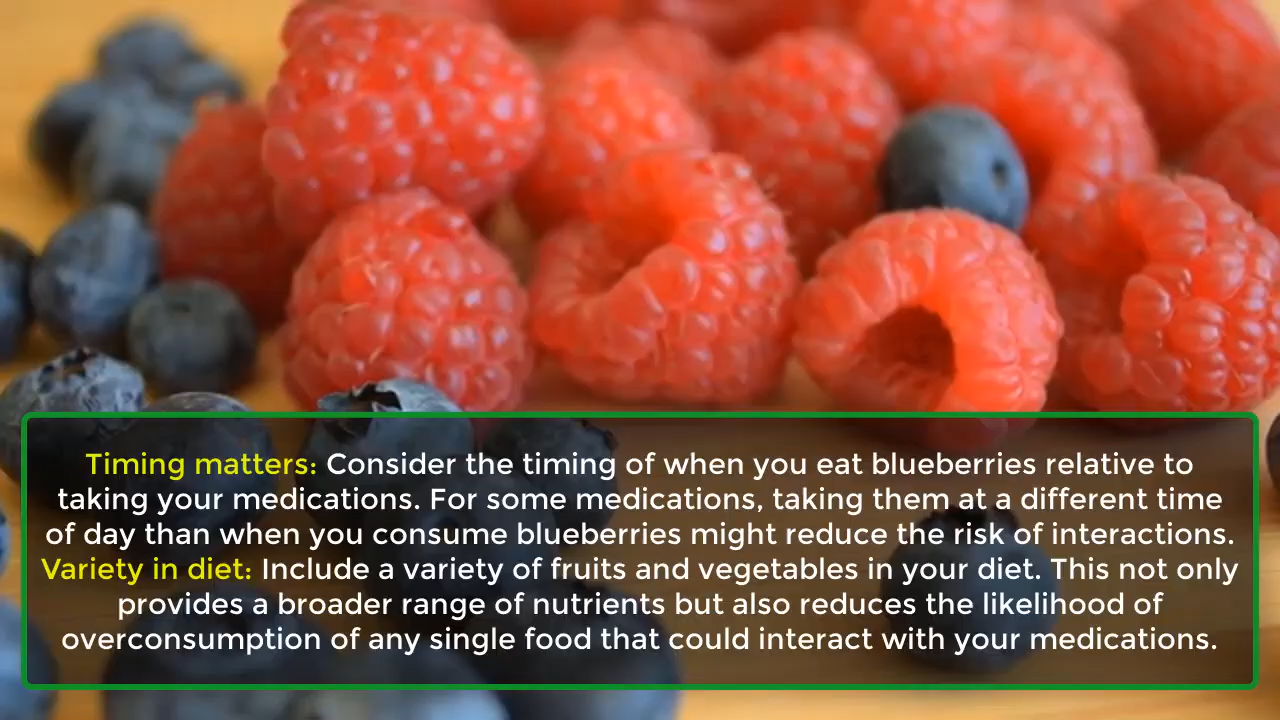 Timing matters: Consider the timing of when you eat blueberries relative to
taking your medications. For some medications, taking them at a different time
of day than when you consume blueberries might reduce the risk of interactions.
Variety in diet: Include a variety of fruits and vegetables in your diet. This not only
provides a broader range of nutrients but also reduces the likelihood of
overconsumption of any single food that could interact with your medications.